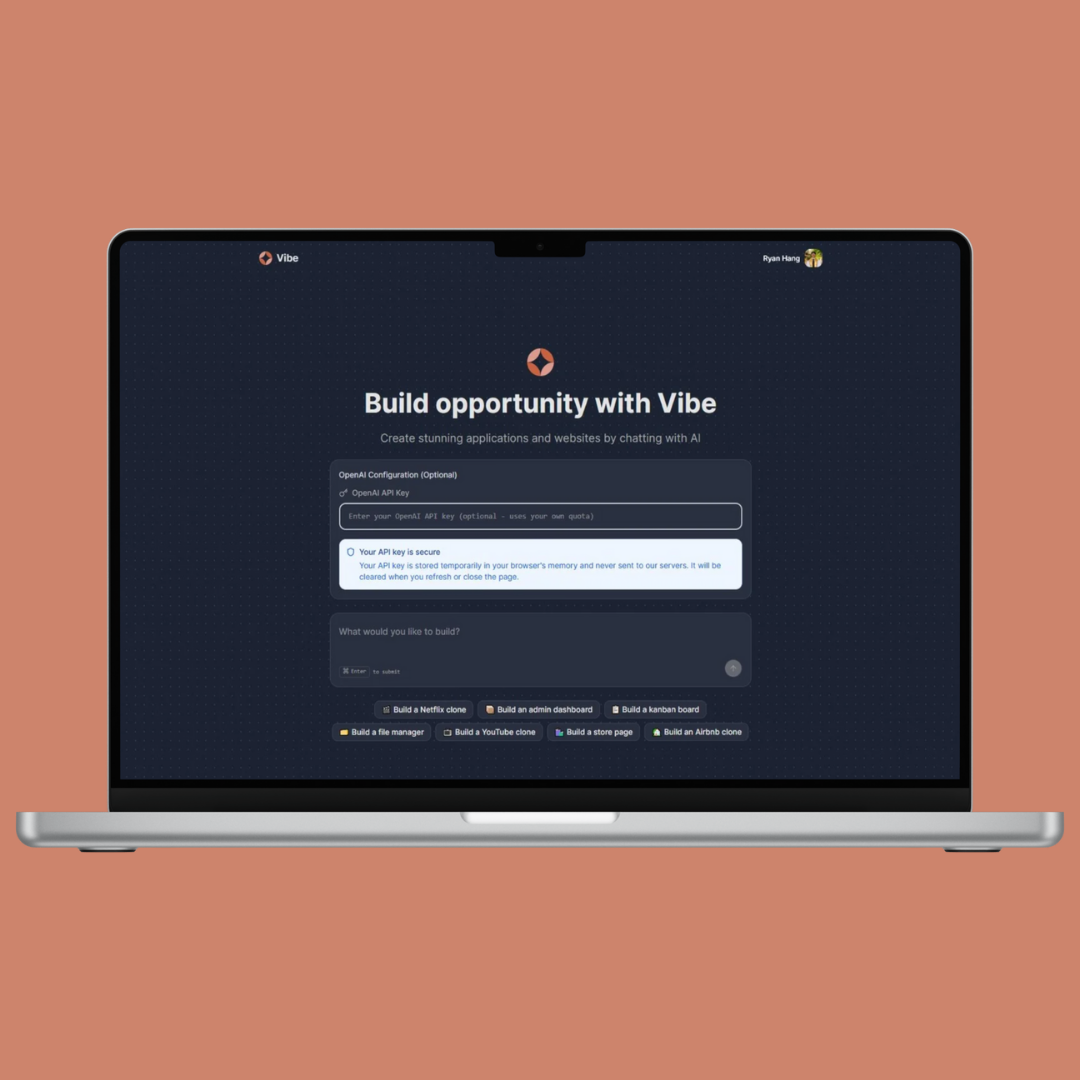 Vibe
Ryan Hang
Build opportunity with Vibe
Create stunning applications and websites by chatting with AI
OpenAI Configuration (Optional)
OpenAI API Key
Enter your OpenAI API key (optional - uses your own quota)
Your API key is secure
Your API key is stored temporarily in your browser's memory and never sent to our servers. It will be
cleared when you refresh or close the page.
What would you like to build?
⌘ Enter to submit
Build a Netflix clone Build an admin dashboard Build a kanban board
Build a file manager Build a YouTube clone Build a store page Build an Airbnb clone